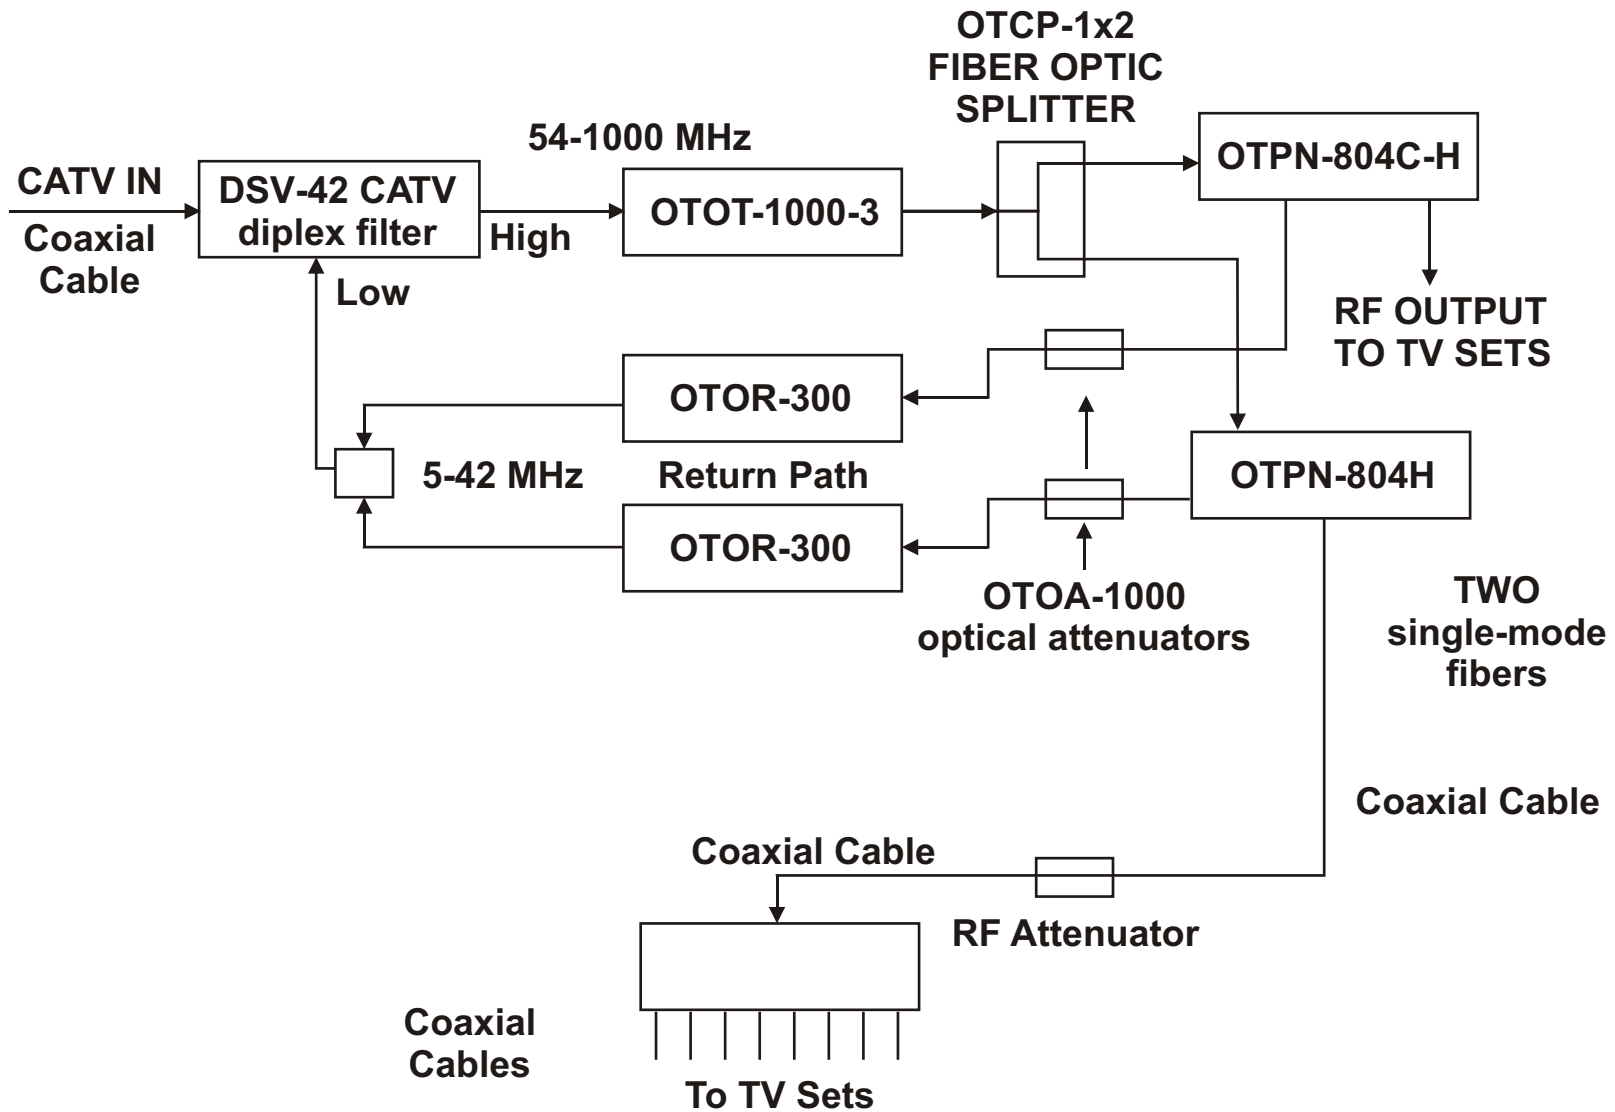 OTCP-1x2
FIBER OPTIC
SPLITTER
54-1000 MHz
CATV IN
Coaxial
Cable
DSV-42 CATV
diplex filter
High
Low
OTOT-1000-3
OTPN-804C-H
RF OUTPUT
TO TV SETS
OTOR-300
5-42 MHz
Return Path
OTPN-804H
OTOR-300
OTOA-1000
optical attenuators
TWO
single-mode
fibers
Coaxial Cable
Coaxial Cable
RF Attenuator
Coaxial
Cables
To TV Sets